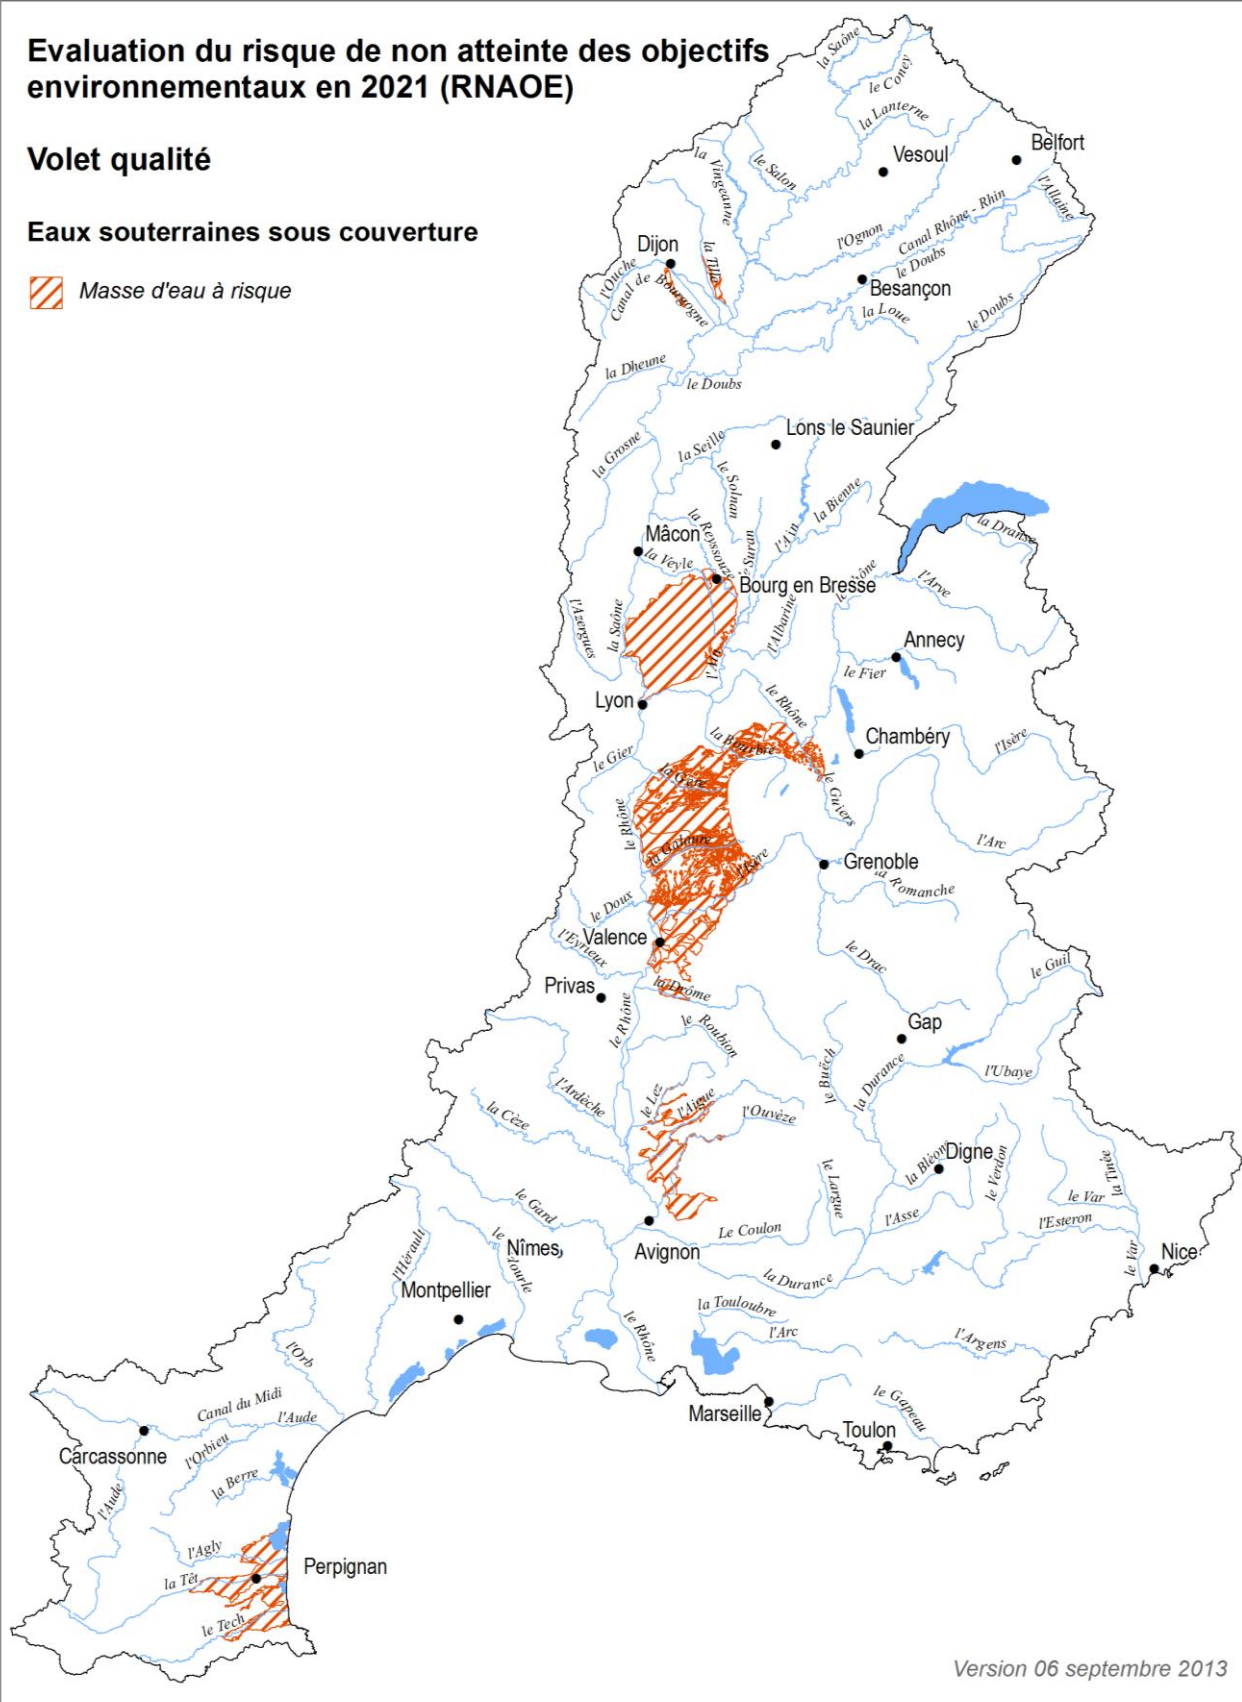 Evaluation du risque de non atteinte des objectifs
environnementaux en 2021 (RNAOE)
Volet qualité
Eaux souterraines sous couverture
Masse d'eau à risque
la Saône
le Coney
la Lanterne
Belfort
Vesoul
la Vingeanne
le Salon
l'Allaine
Canal Rhône - Rhin
l'Ognon
Dijon
la Tille
l'Ouche
Canal de Bourgogne
le Doubs
Besançon
la Loue
le Doubs
la Dheune
le Doubs
Lons le Saunier
la Grosne
la Seille
le Solnan
la Bienne
l'Ain
la Reyssouze
le Suran
la Dranse
Mâcon
la Veyle
Bourg en Bresse
le Rhône
l'Arve
l'Azergues
la Saône
l'Albarine
Annecy
l'Ain
le Fier
Lyon
le Rhône
la Bourbre
Chambéry
l'Isère
le Gier
la Gère
le Guiers
le Rhône
la Galaure
l'Isère
l'Arc
Grenoble
la Romanche
le Doux
Valence
l'Eyrieux
le Drac
le Guil
Privas
la Drôme
le Rhône
le Roubion
Gap
le Buëch
la Durance
l'Ubaye
l'Ardèche
le Lez
l'Aigue
l'Ouvèze
la Cèze
la Bléone
Digne
le Verdon
la Tinée
le Largue
le Gard
le Var
l'Asse
l'Esteron
Le Coulon
l'Hérault
Nîmes
Avignon
le Var
Nice
la Durance
Montpellier
la Touloubre
le Rhône
l'Arc
l'Argens
l'Orb
Canal du Midi
l'Aude
Marseille
le Gapeau
Toulon
Carcassonne
l'Orbieu
la Berre
l'Aude
l'Agly
Perpignan
la Têt
le Tech
Version 06 septembre 2013